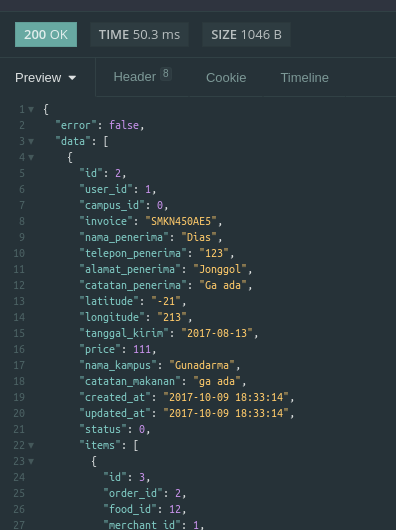 200 OK TIME 50.3 ms SIZE 1046 B
Preview Header 8 Cookie Timeline
1 {
2 "error": false,
3 "data": [
4 {
5 "id": 2,
6 "user_id": 1,
7 "campus_id": 0,
8 "invoice": "SMKN450AE5",
9 "nama_penerima": "Dias",
10 "telepon_penerima": "123",
11 "alamat_penerima": "Jonggol",
12 "catatan_penerima": "Ga ada",
13 "latitude": "-21",
14 "longitude": "213",
15 "tanggal_kirim": "2017-08-13",
16 "price": 111,
17 "nama_kampus": "Gunadarma",
18 "catatan_makanan": "ga ada",
19 "created_at": "2017-10-09 18:33:14",
20 "updated_at": "2017-10-09 18:33:14",
21 "status": 0,
22 "items": [
23 {
24 "id": 3,
25 "order_id": 2,
26 "food_id": 12,
27 "merchant_id": 1,